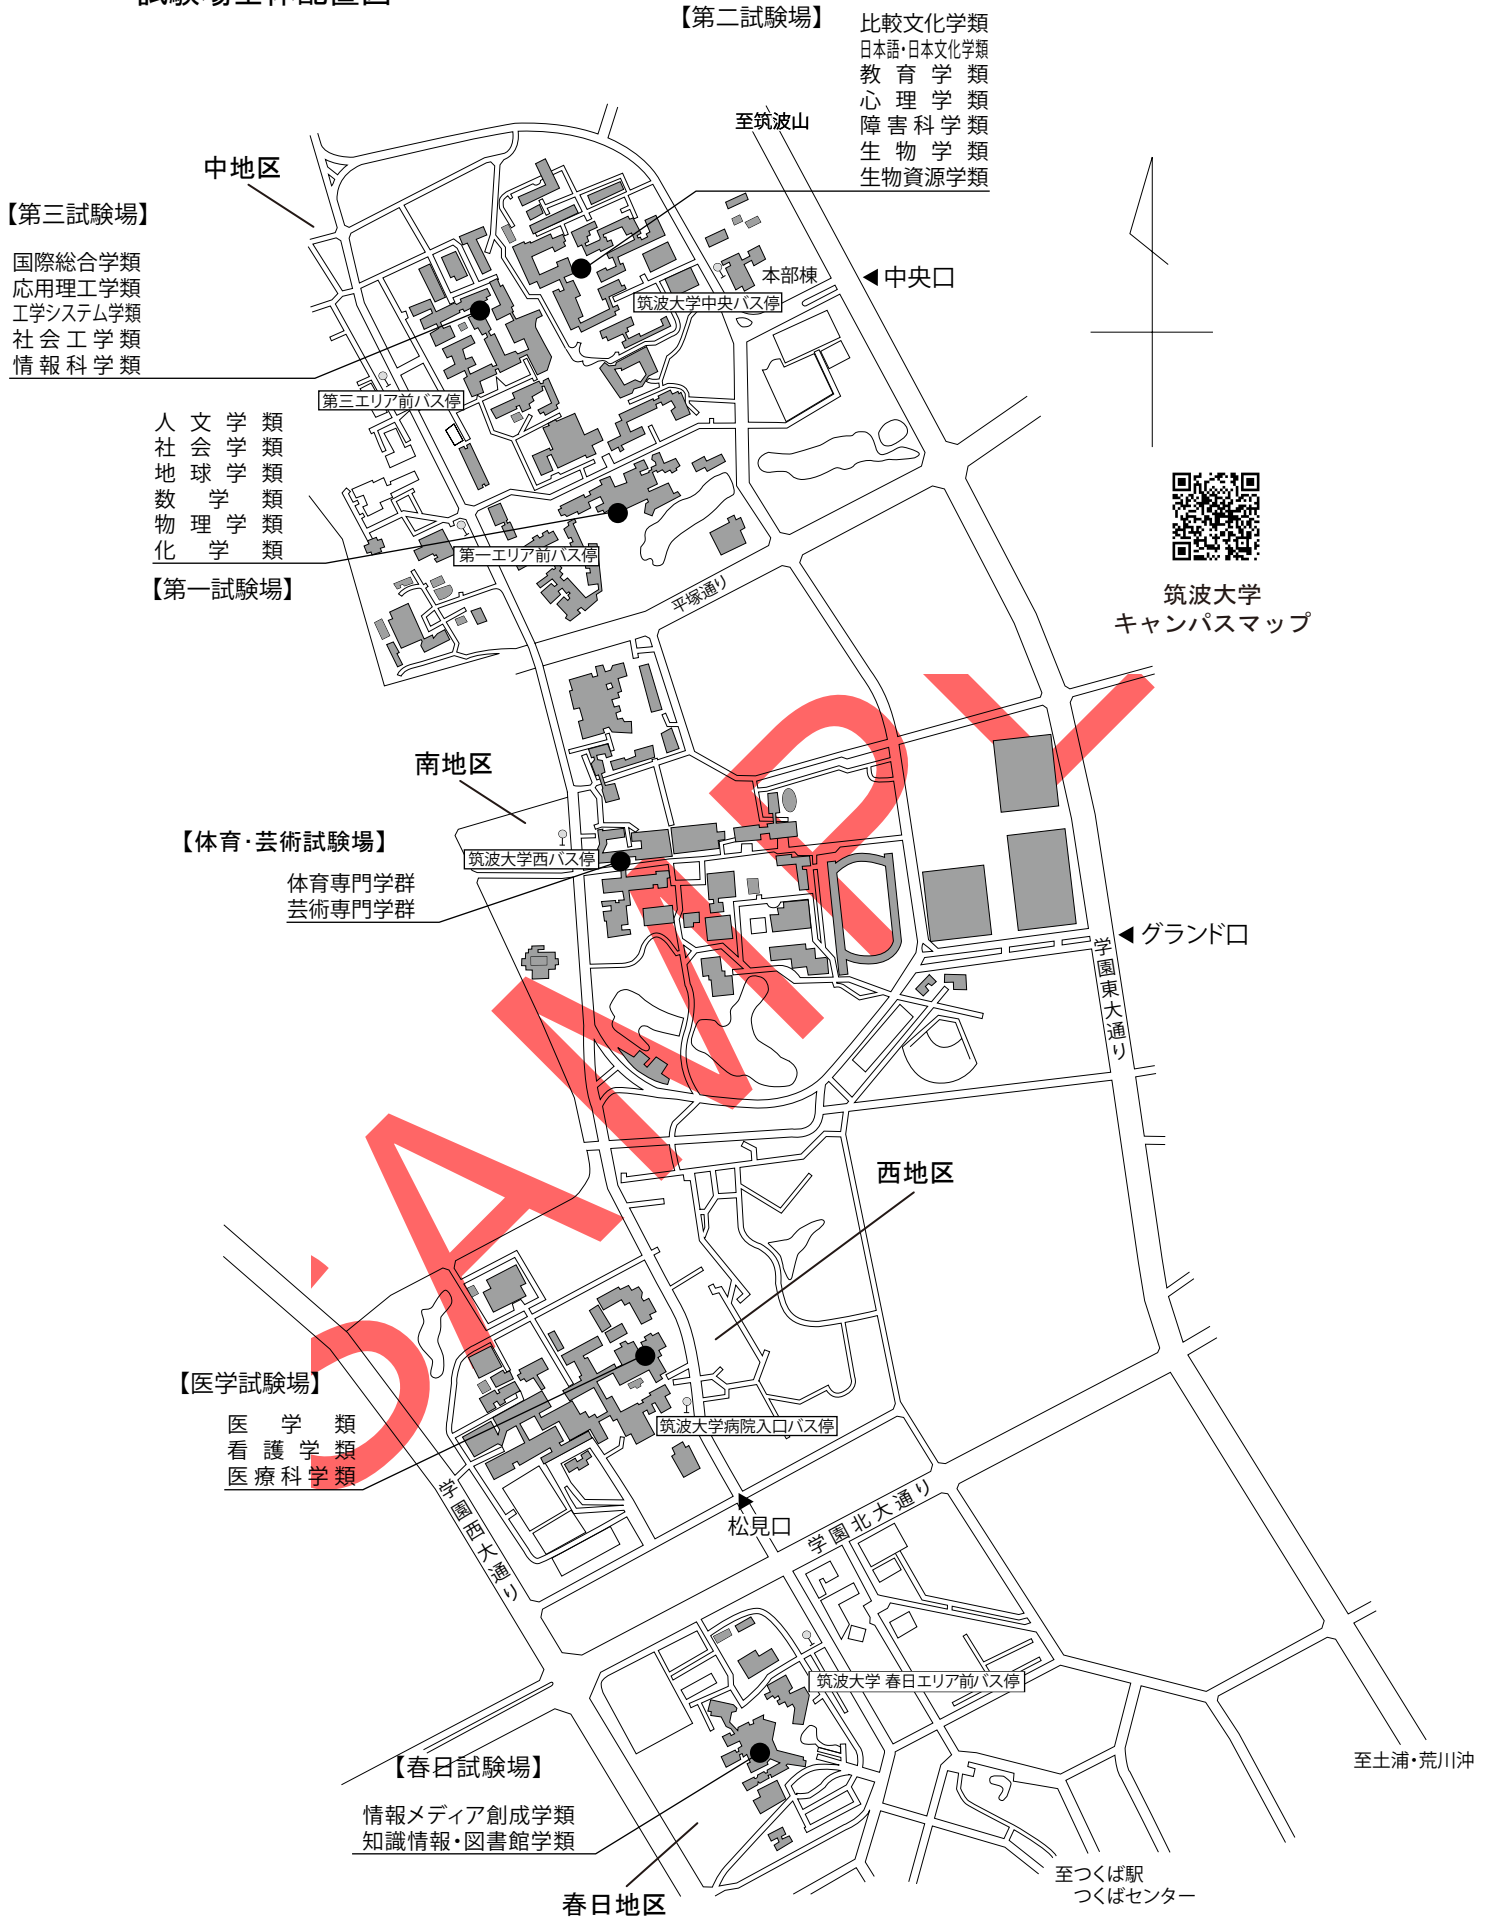 【第二試験場】
比較文化学類
日本語・日本文化学類
教育学類
心理学類
障害科学類
生物学類
生物資源学類
至筑波山
中地区
【第三試験場】
国際総合学類
応用理工学類
工学システム学類
社会工学類
情報科学類
本部棟
中央口
筑波大学中央バス停
第三エリア前バス停
人文学類
社会学類
地球学類
数学類
物理学類
化学類
【第一試験場】
第一エリア前バス停
平塚通り
筑波大学
キャンパスマップ
南地区
【体育・芸術試験場】
体育専門学群
芸術専門学群
筑波大学西バス停
グランド口
学園東大通り
西地区
【医学試験場】
医学類
看護学類
医療科学類
筑波大学病院入口バス停
松見口
学園西大通り
学園北大通り
筑波大学 春日エリア前バス停
【春日試験場】
情報メディア創成学類
知識情報・図書館学類
春日地区
至土浦・荒川沖
至つくば駅
つくばセンター
SAMPL